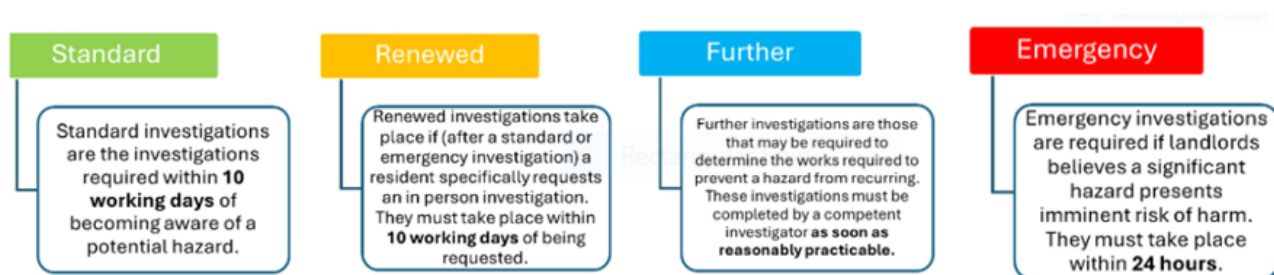 Standard
Standard investigations
are the investigations
required within 10
working days of
becoming aware of a
potential hazard.
Renewed
Renewed investigations take
place if (after a standard or
emergency investigation) a
resident specifically requests
an in person investigation.
They must take place within
10 working days of being
requested.
Further
Further investigations are those
that may be required to
determine the works required to
prevent a hazard from recurring.
These investigations must be
completed by a competent
investigator as soon as
reasonably practicable.
Emergency
Emergency investigations
are required if landlords
believes a significant
hazard presents
imminent risk of harm.
They must take place
within 24 hours.